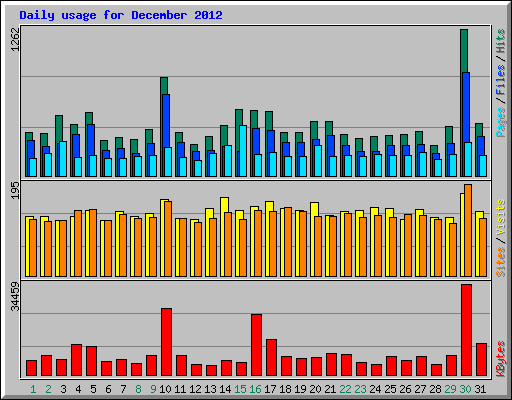 Daily usage for December 2012
1262
Pages / Files / Hits
195
Sites / Visits
34459
KBytes
1 2 3 4 5 6 7 8 9 10 11 12 13 14 15 16 17 18 19 20 21 22 23 24 25 26 27 28 29 30 31